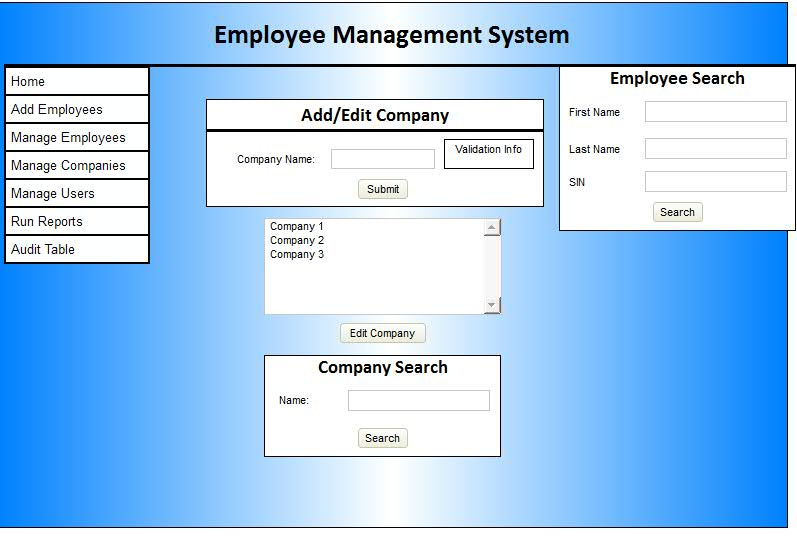 Employee Management System
Home
Add Employees
Manage Employees
Manage Companies
Manage Users
Run Reports
Audit Table
Add/Edit Company
Company Name:
Validation Info
Submit
Company 1
Company 2
Company 3
Edit Company
Company Search
Name:
Search
Employee Search
First Name
Last Name
SIN
Search